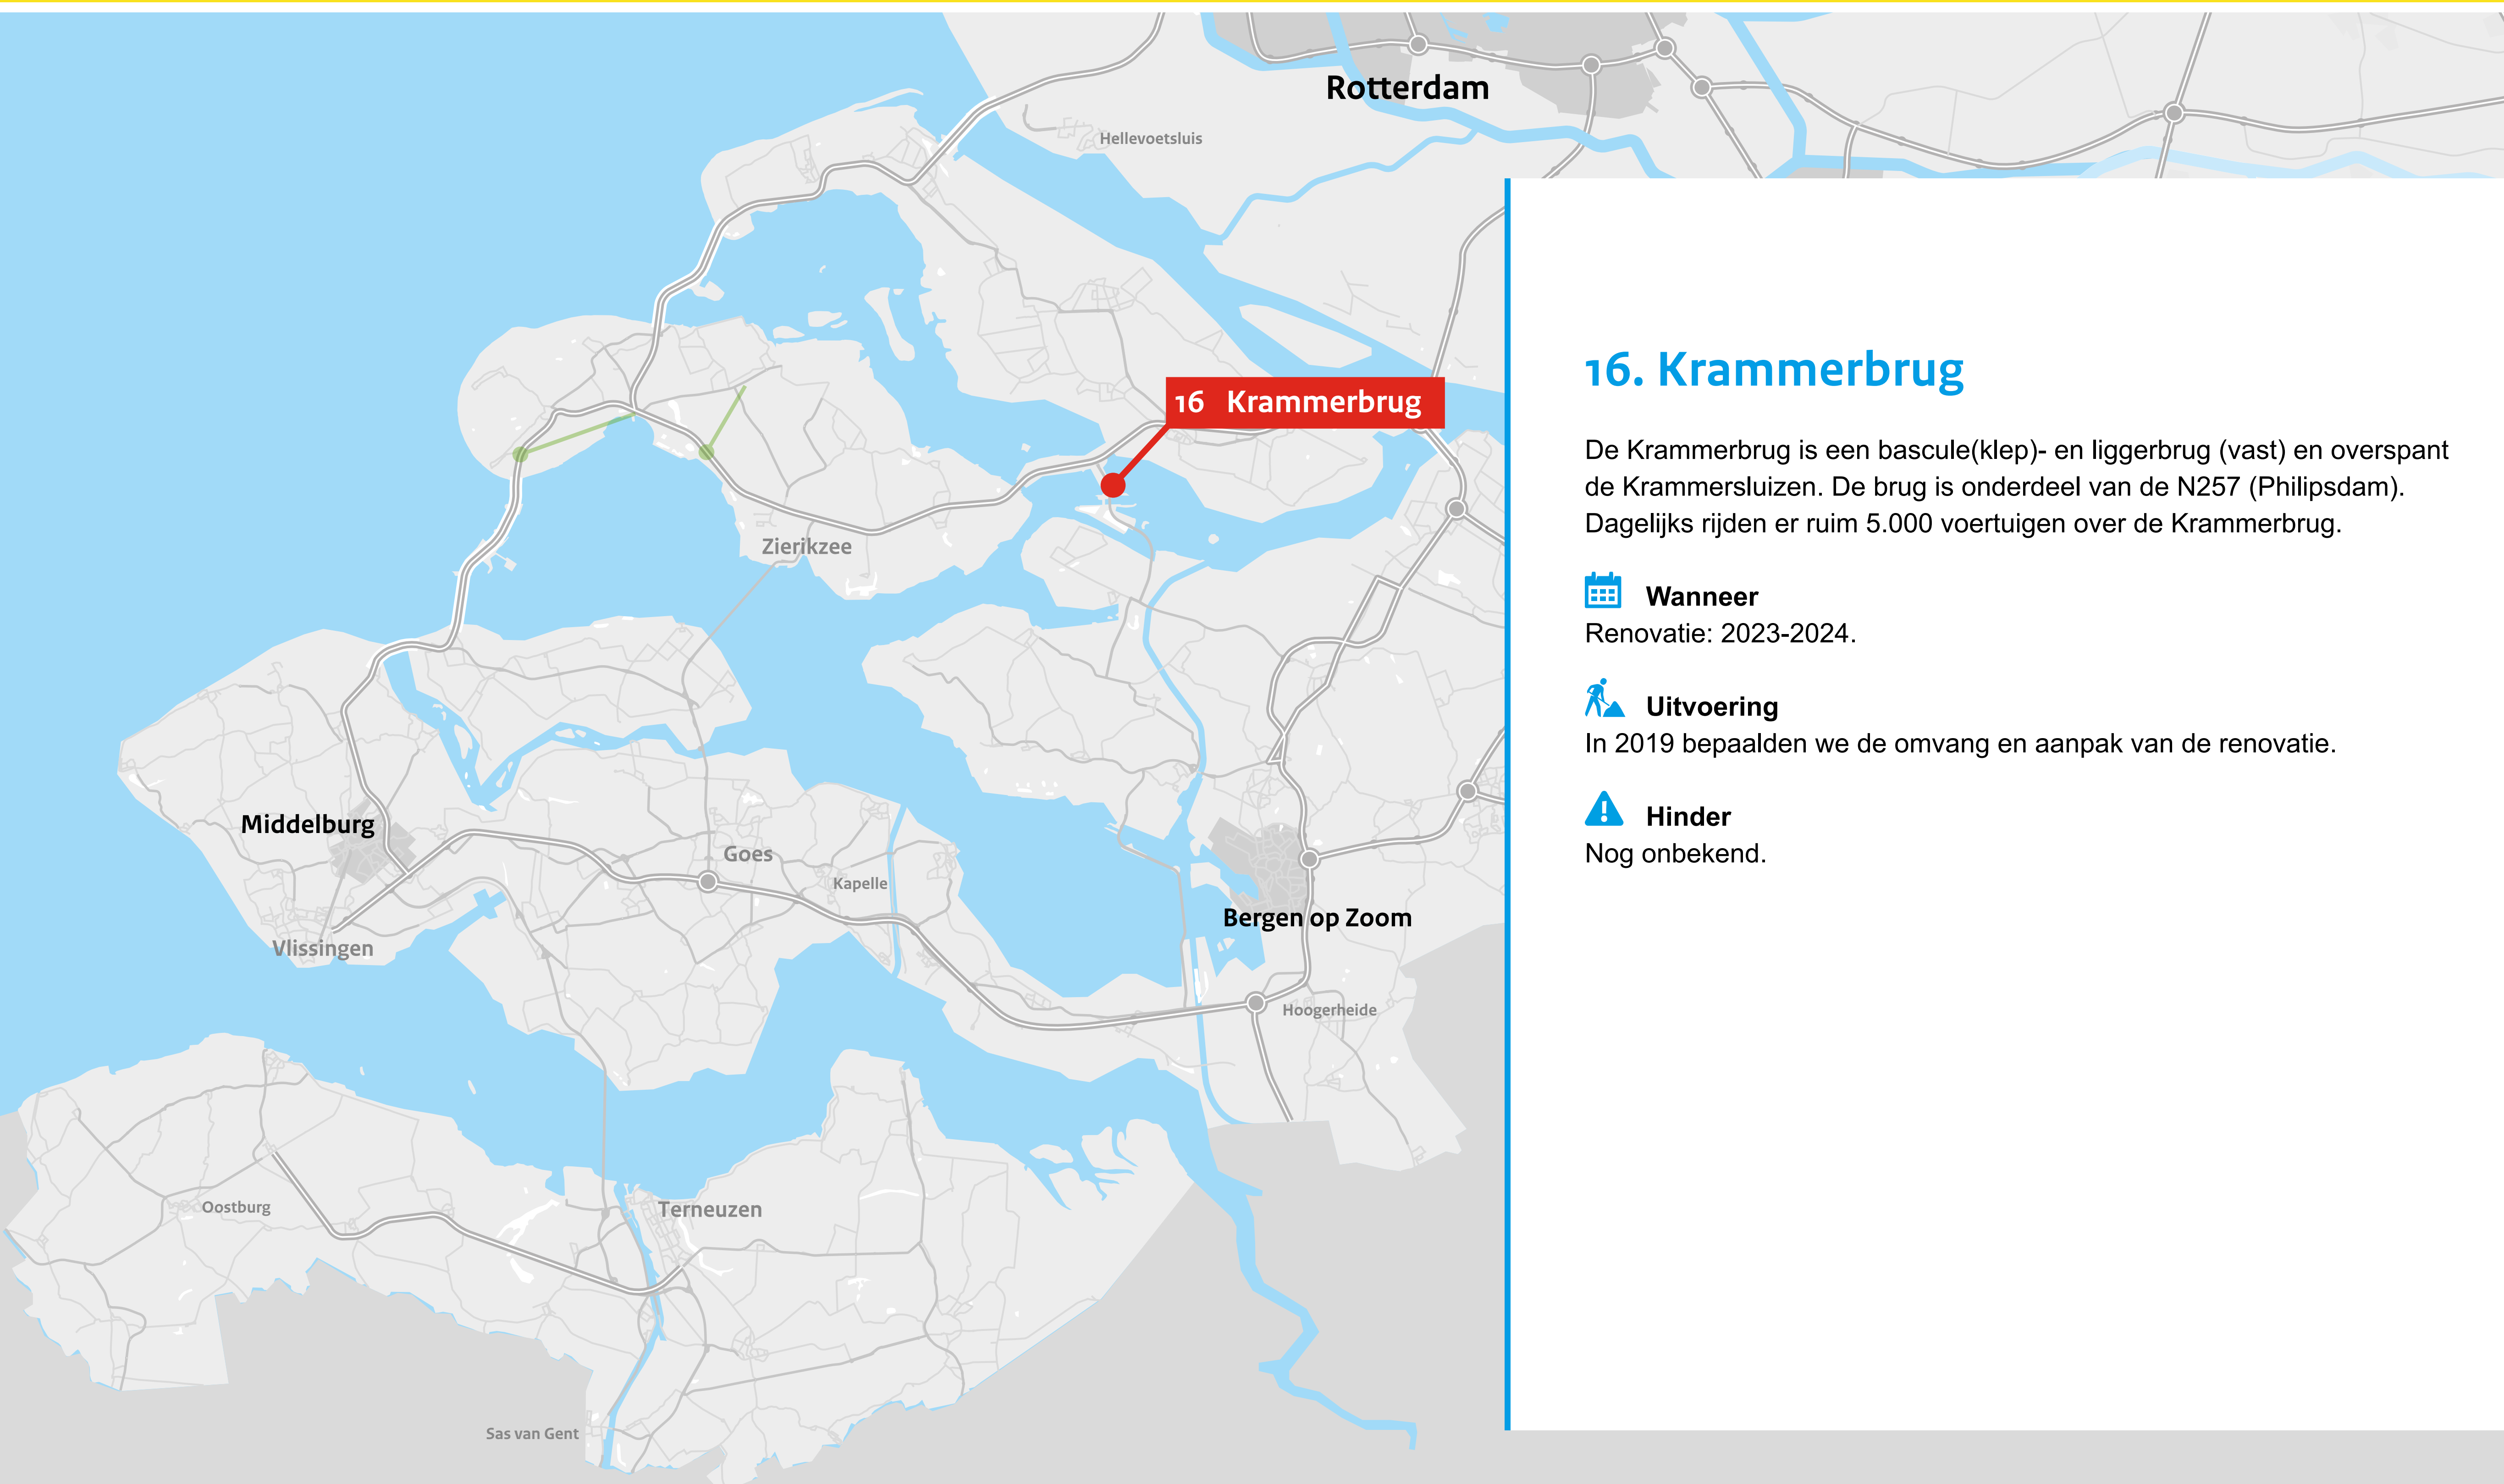 Rotterdam
Hellevoetsluis
16 Krammerbrug
Zierikzee
Middelburg
Goes
Kapelle
Vlissingen
Bergen op Zoom
Hoogerheide
Oostburg
Terneuzen
Sas van Gent
16. Krammerbrug
De Krammerbrug is een bascule(klep)- en liggerbrug (vast) en overspant
de Krammersluizen. De brug is onderdeel van de N257 (Philipsdam).
Dagelijks rijden er ruim 5.000 voertuigen over de Krammerbrug.
Wanneer
Renovatie: 2023-2024.
Uitvoering
In 2019 bepaalden we de omvang en aanpak van de renovatie.
Hinder
Nog onbekend.